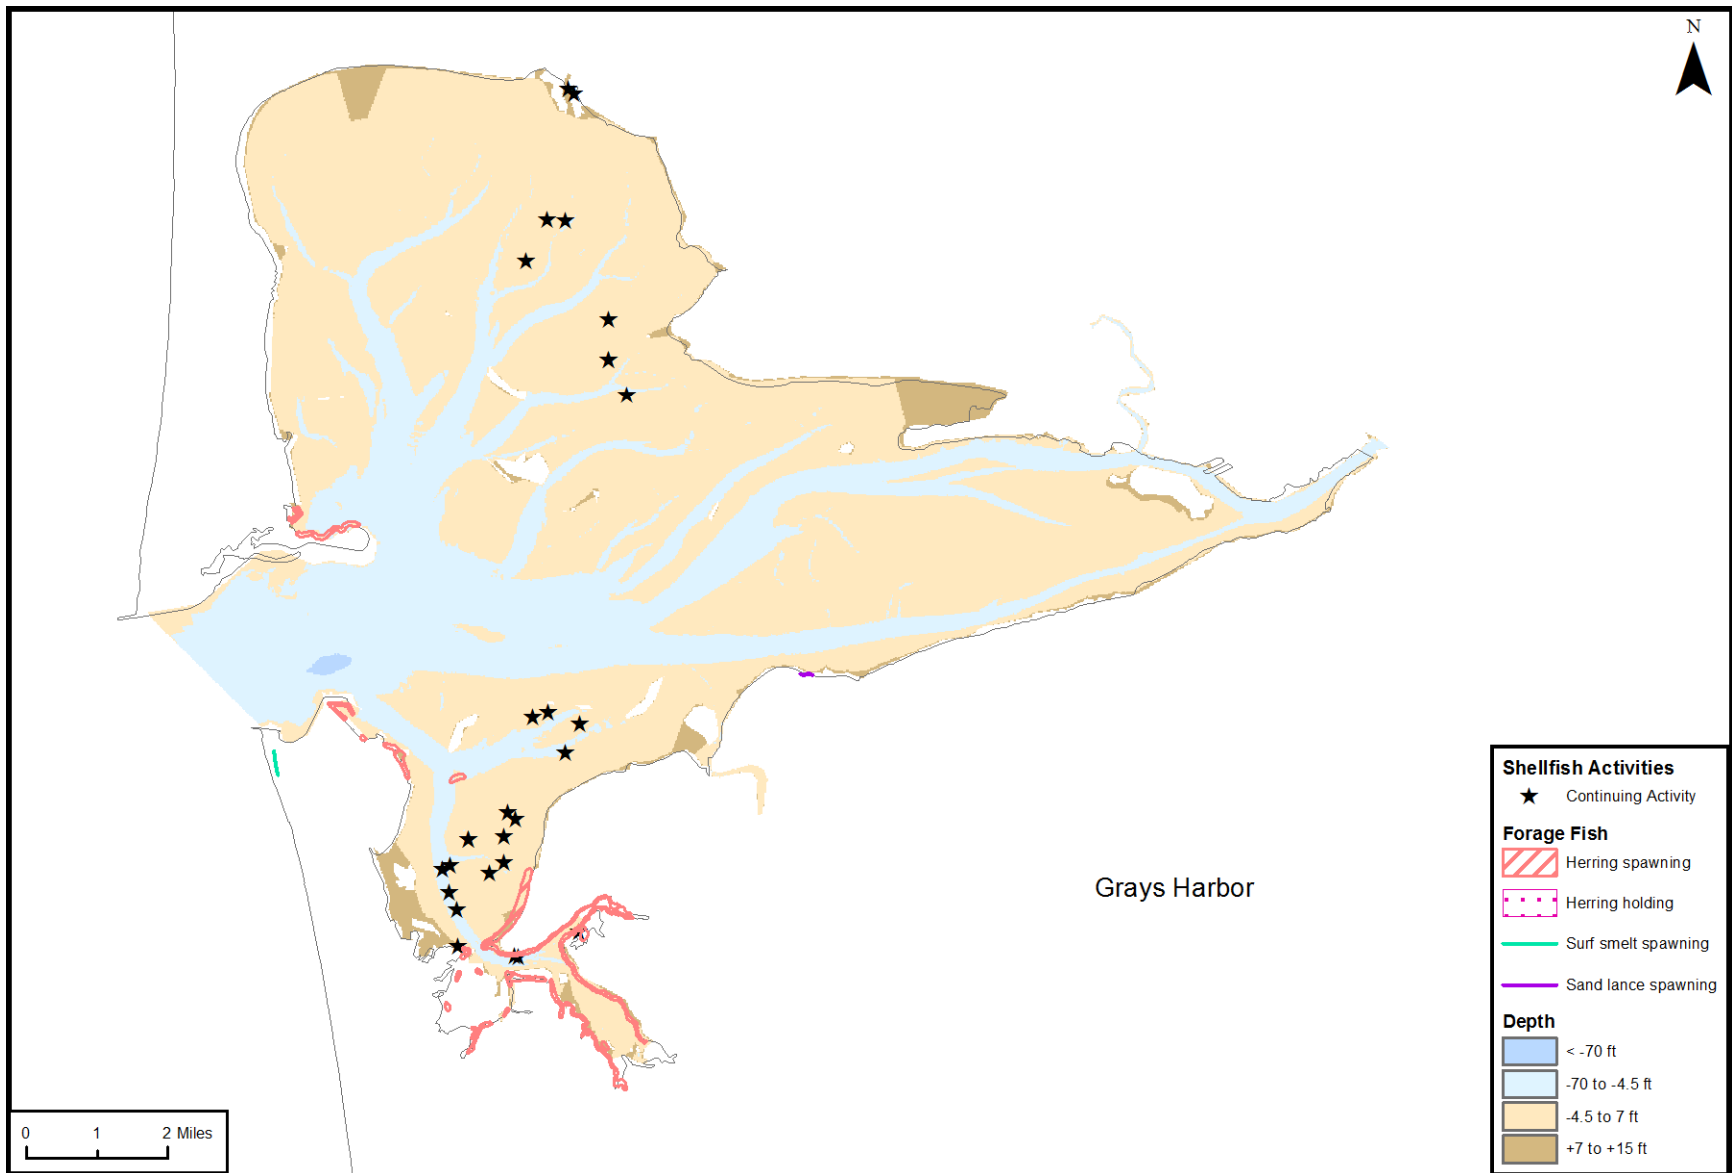 N
Grays Harbor
Shellfish Activities
Continuing Activity
Forage Fish
Herring spawning
Herring holding
Surf smelt spawning
Sand lance spawning
Depth
< -70 ft
-70 to -4.5 ft
-4.5 to 7 ft
+7 to +15 ft
0 1 2 Miles